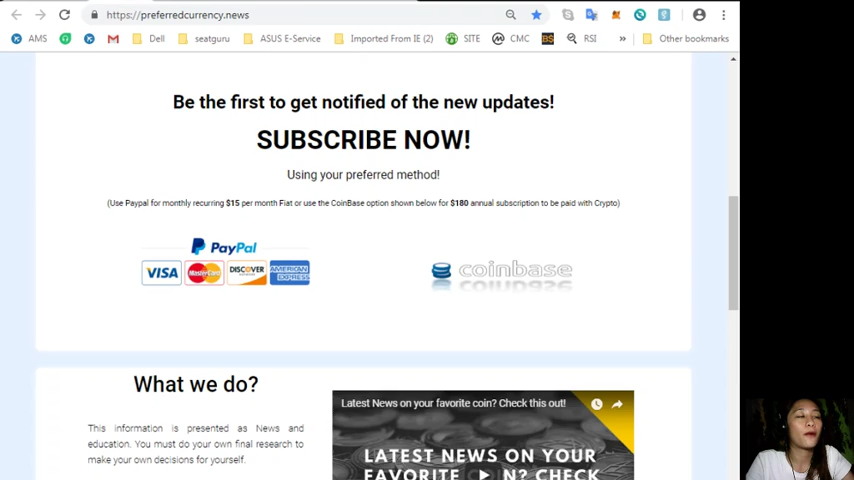 https://preferredcurrency.news
AMS
Dell
seatguru
ASUS E-Service
Imported From IE (2)
SITE
CMC
BS
RSI
»
Other bookmarks
Be the first to get notified of the new updates!
SUBSCRIBE NOW!
Using your preferred method!
(Use Paypal for monthly recurring $15 per month Fiat or use the CoinBase option shown below for $180 annual subscription to be paid with Crypto)
PayPal
VISA
MasterCard
DISCOVER
AMERICAN EXPRESS
coinbase
What we do?
This information is presented as News and
education. You must do your own final research to
make your own decisions for yourself.
Latest News on your favorite coin? Check this out!
LATEST NEWS ON YOUR
FAVORITE COIN? CHECK